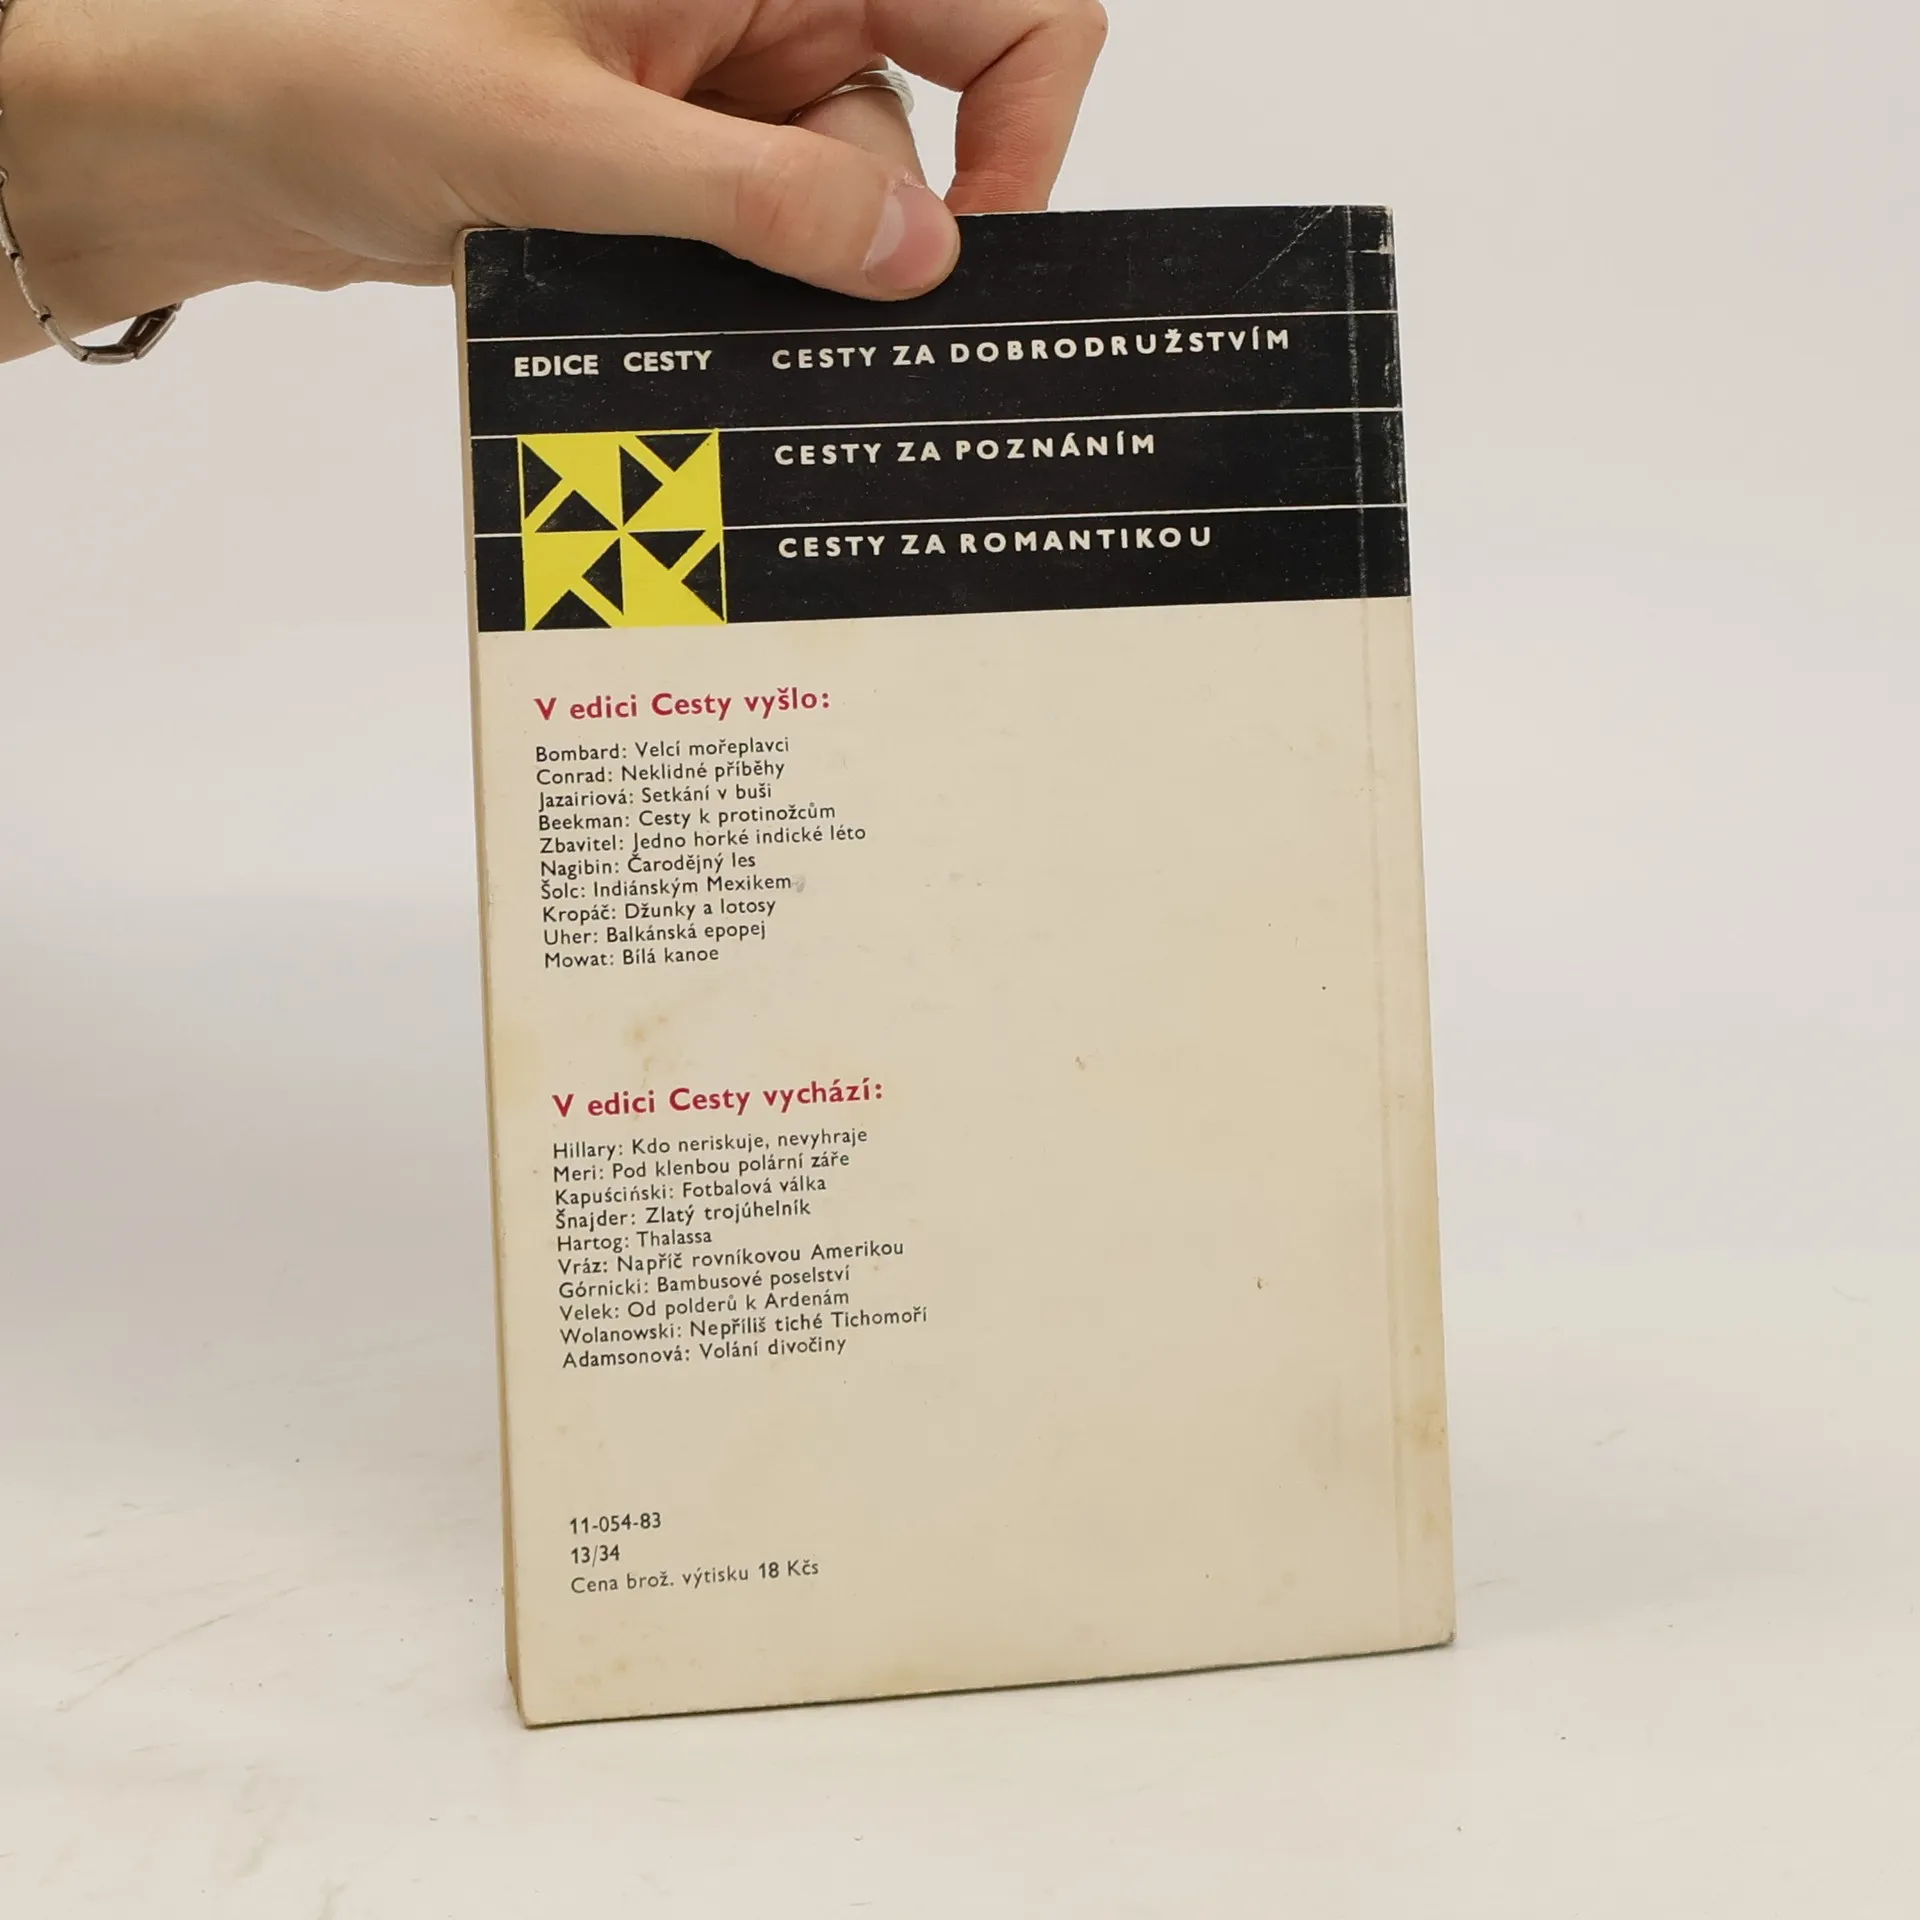 EDICE CESTY CESTY ZA DOBRODRUŽSTVÍM
CESTY ZA POZNÁNÍM
CESTY ZA ROMANTIKOU
V edici Cesty vyšlo:
Bombard: Velcí mořeplavci
Conrad: Neklidné příběhy
Jazairiová: Setkání v buši
Beekman: Cesty k protinožcům
Zbavitel: Jedno horké indické léto
Nagibin: Čarodějný les
Šolc: Indiánským Mexikem
Kropáč: Džunky a lotosy
Uher: Balkánská epopej
Mowat: Bílá kanoe
V edici Cesty vychází:
Hillary: Kdo neriskuje, nevyhraje
Meri: Pod klenbou polární záře
Kapuściński: Fotbalová válka
Šnajder: Zlatý trojúhelník
Hartog: Thalassa
Vráz: Napříč rovníkovou Amerikou
Górnicki: Bambusové poselství
Velek: Od polderů k Ardenám
Wolanowski: Nepříliš tiché Tichomoří
Adamsonová: Volání divočiny
11-054-83
13/34
Cena brož. výtisku 18 Kčs